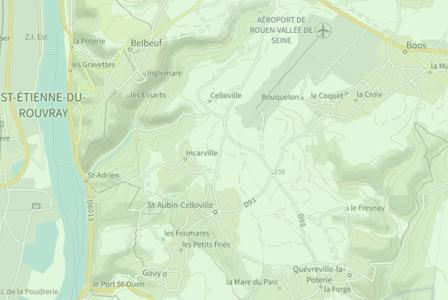 AÉROPORT DE
ROUEN-VALLÉE DE
SEINE
Z.I. Est
la Poterie
Belbeuf
Boos
les Gravettes
Inglemare
ST-ÉTIENNE-DU-
ROUVRAY
les Essarts
Celloville
Bouquelon
le Coquet
la Croix
Incarville
156
St-Adrien
D6015
St-Aubin-Celloville
D91
D95
le Fresnay
les Foumares
les Petits Friés
Gouy
Quévreville-la-
Poterie
le Port St-Ouen
la Mare du Parc
la Forge
.I. de la Poudrerie